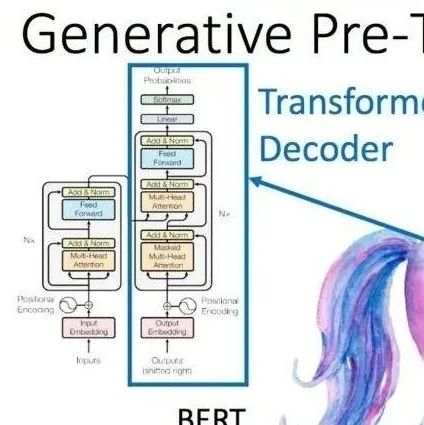 Generative Pre-T
Output
Probabilities
Softmax
Linear
Add & Norm
Feed
Forward
Add & Norm
Multi-Head
Attention
Nx
Add & Norm
Masked
Multi-Head
Attention
Positional
Encoding
Output
Embedding
Outputs
(shifted right)
Add & Norm
Feed
Forward
Nx
Add & Norm
Multi-Head
Attention
Positional
Encoding
Input
Embedding
Inputs
Transforme
Decoder
BERT